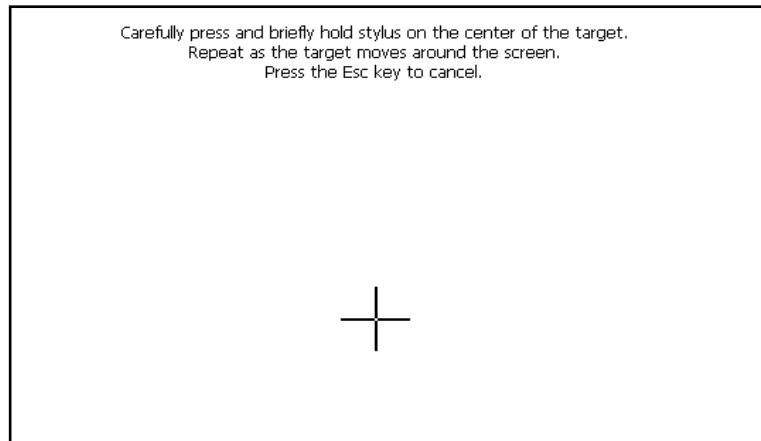 Carefully press and briefly hold stylus on the center of the target.
Repeat as the target moves around the screen.
Press the Esc key to cancel.